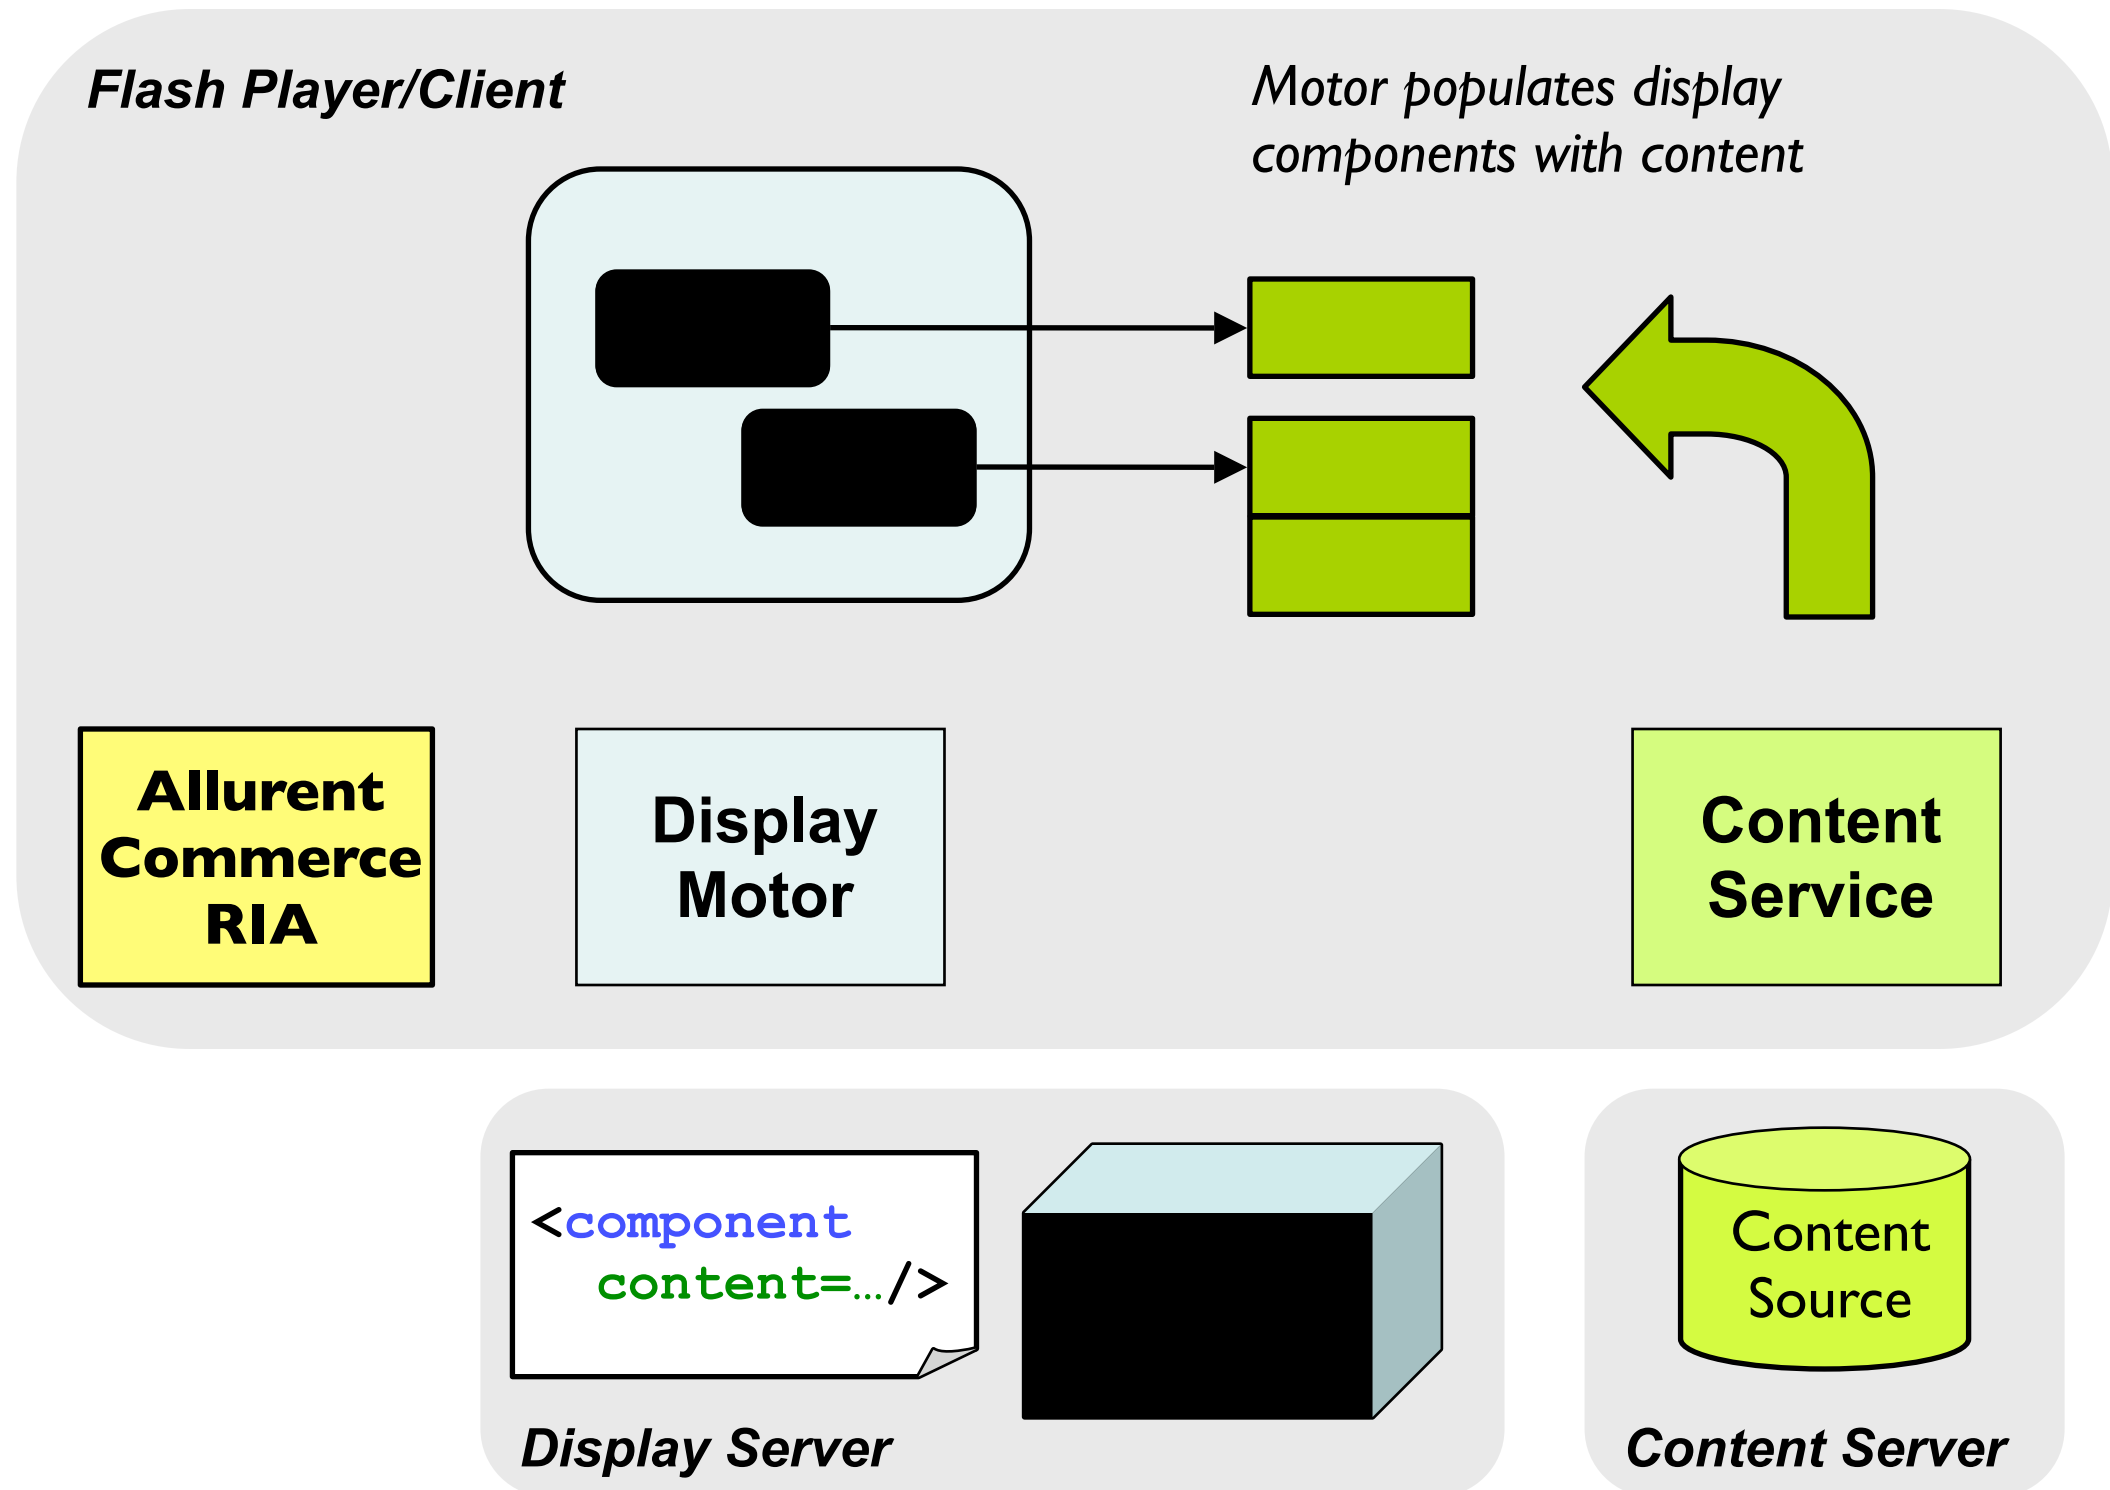 Flash Player/Client
Motor populates display
components with content
Allurent
Commerce
RIA
Display
Motor
Content
Service
<component
content=…/>
Display Server
Content
Source
Content Server